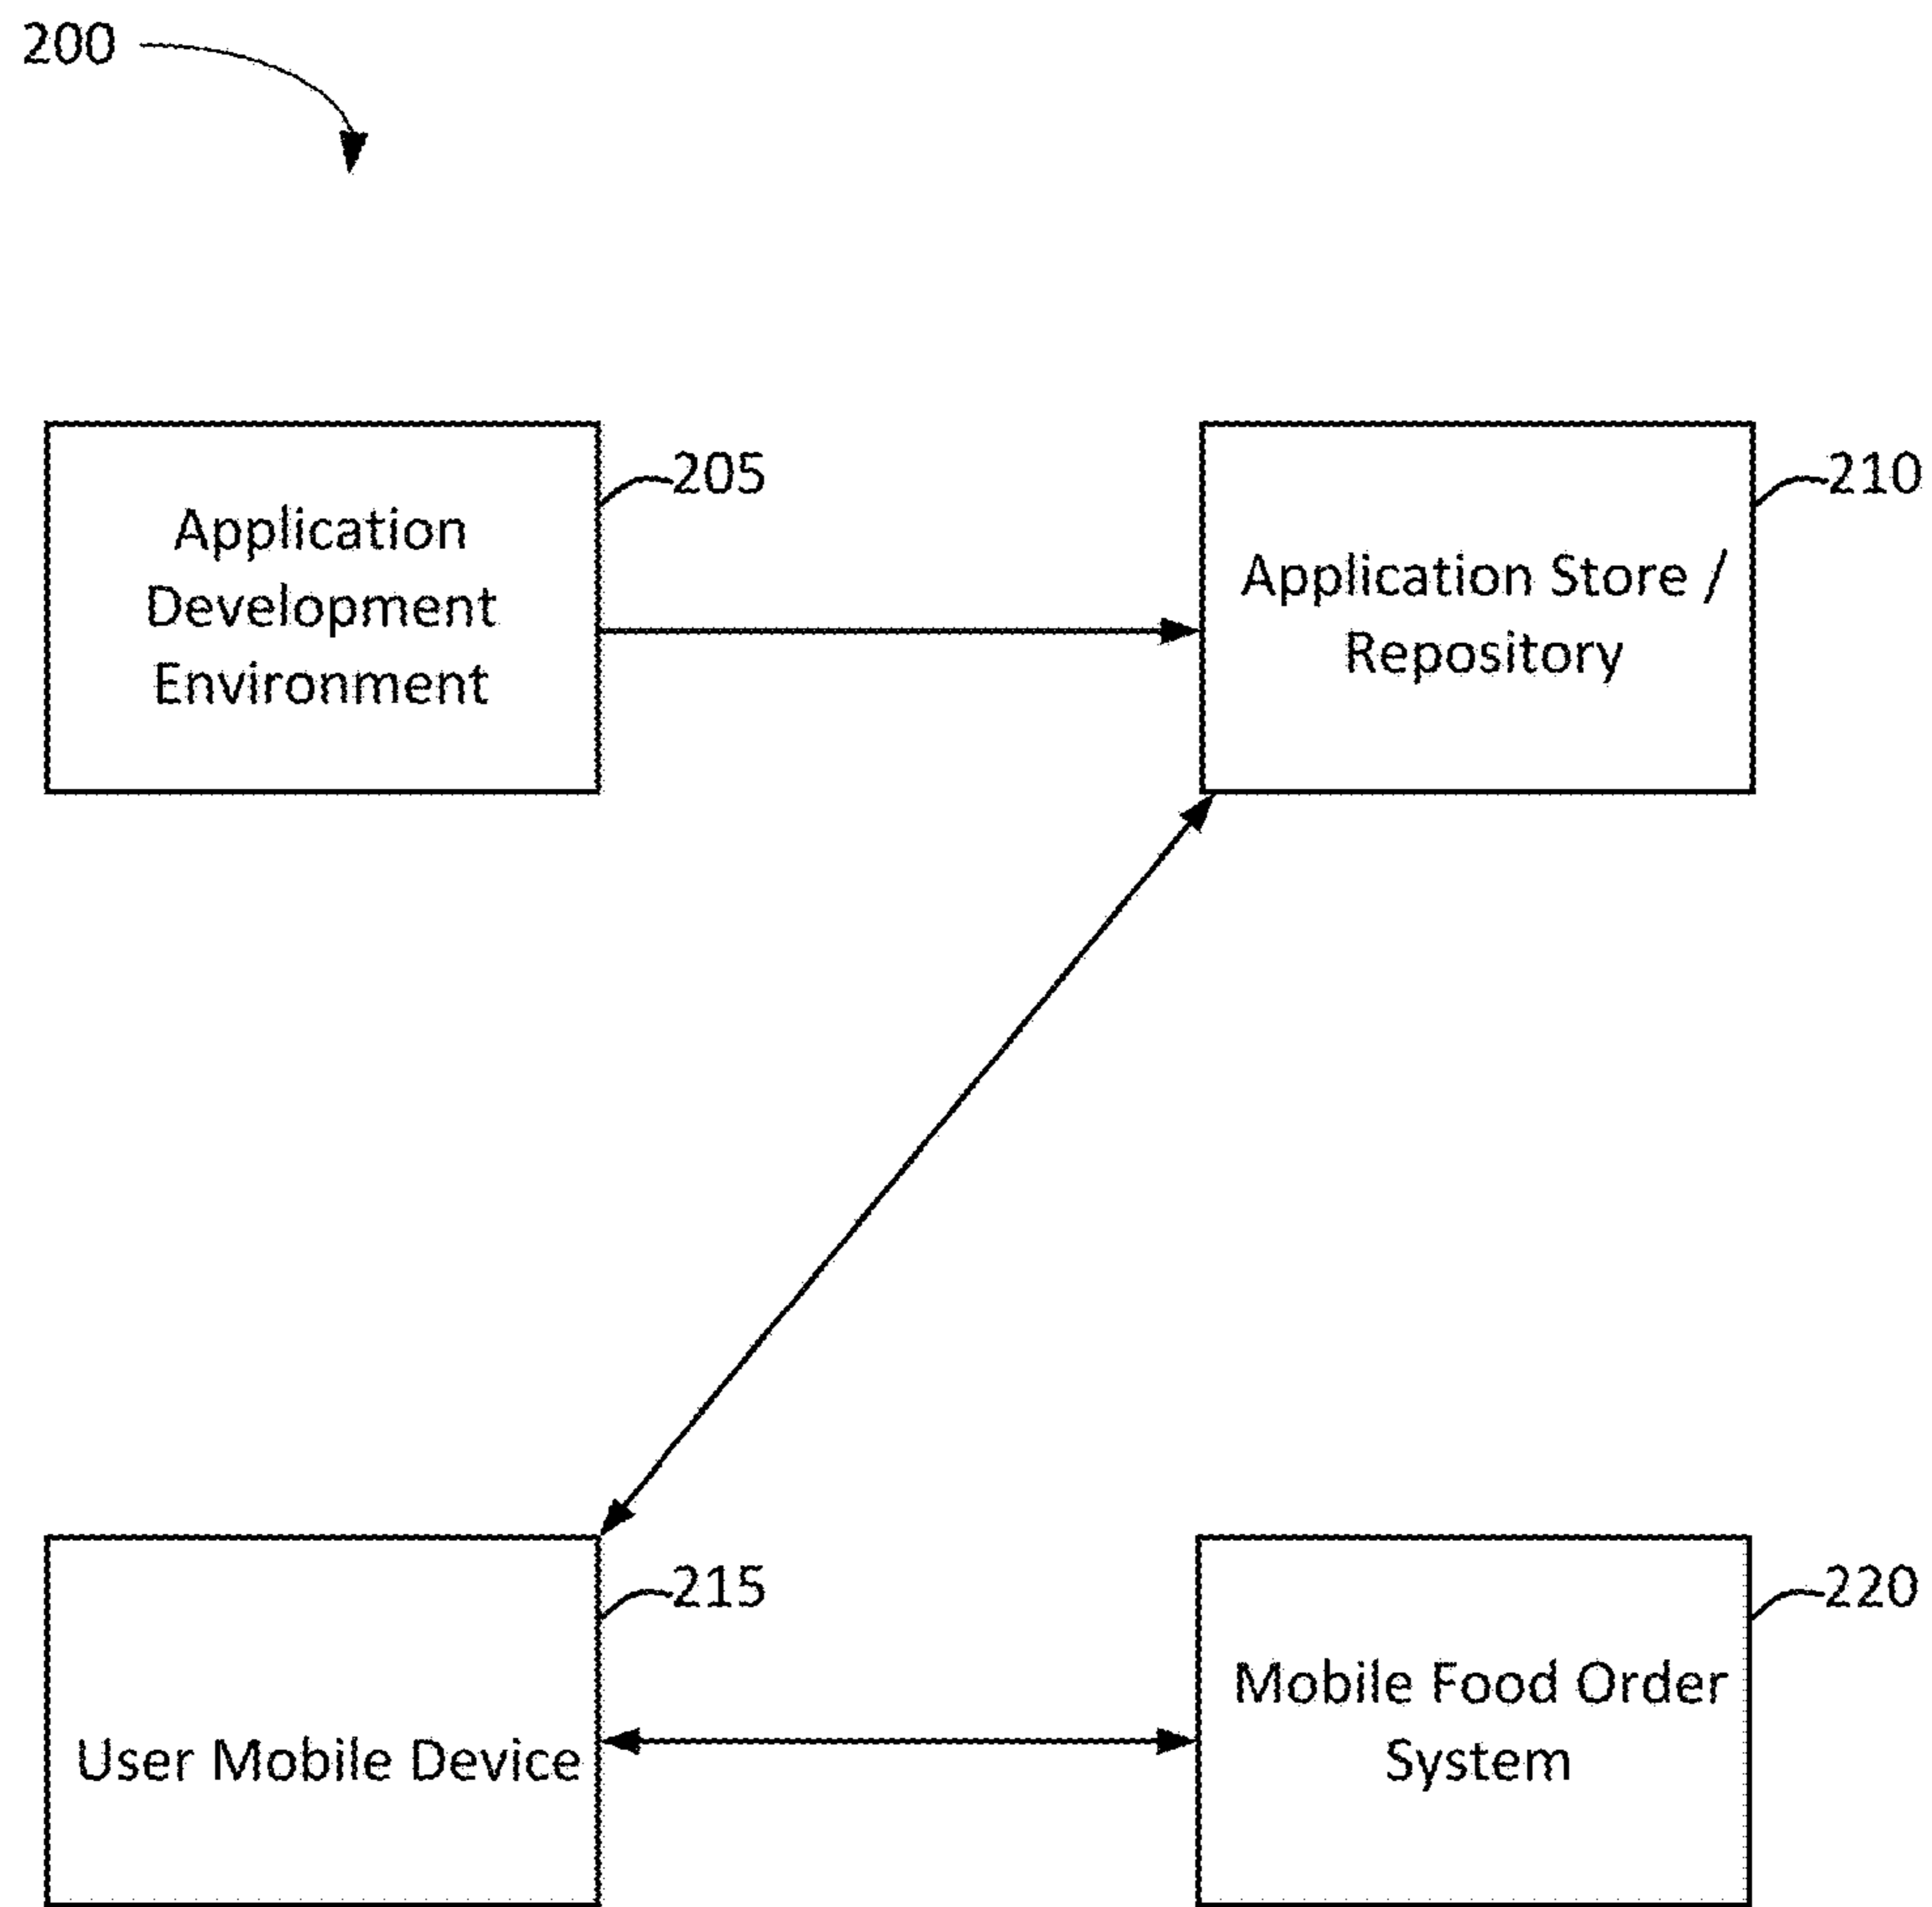 200
205
Application
Development
Environment
210
Application Store /
Repository
215
User Mobile Device
220
Mobile Food Order
System